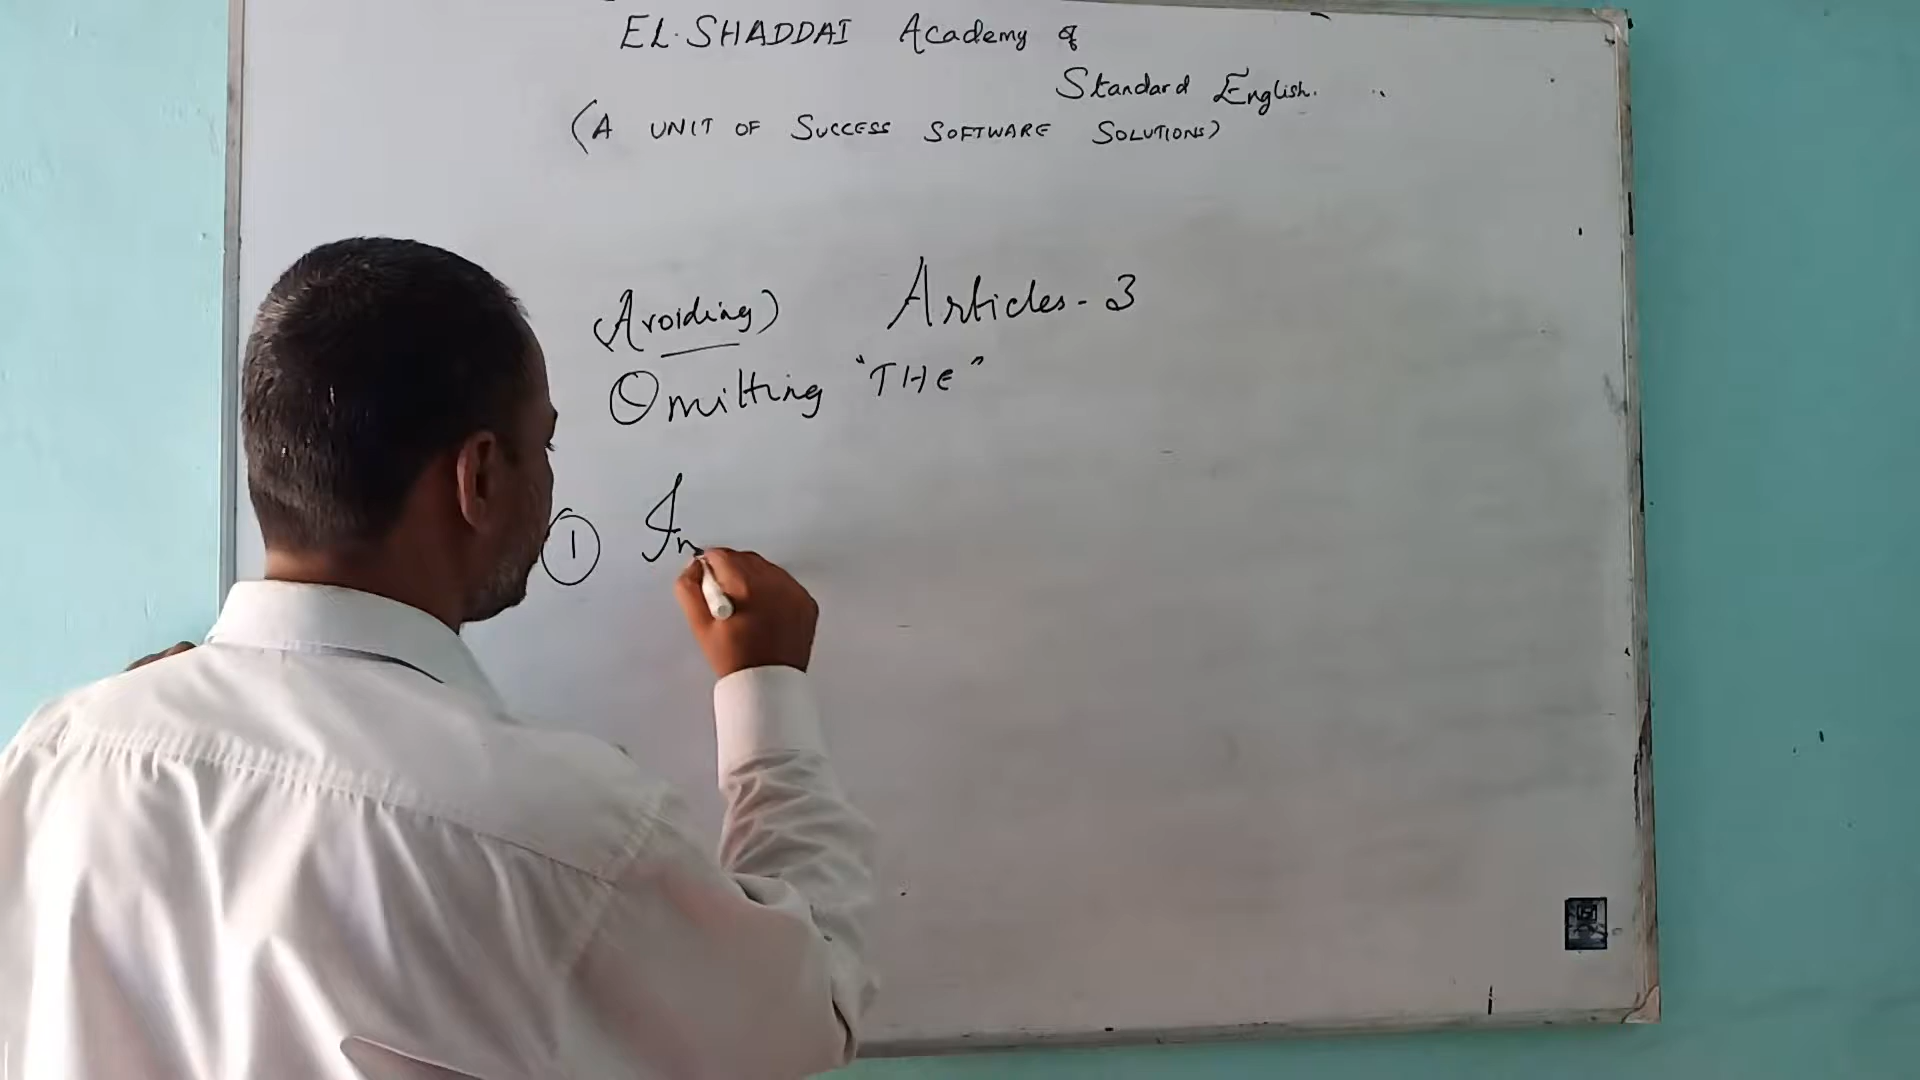 EL.SHADDAI Academy of
Standard English.
(A UNIT OF SUCCESS SOFTWARE SOLUTIONS)
Articles - 3
(Avoiding)
Omitting "THE"
① In